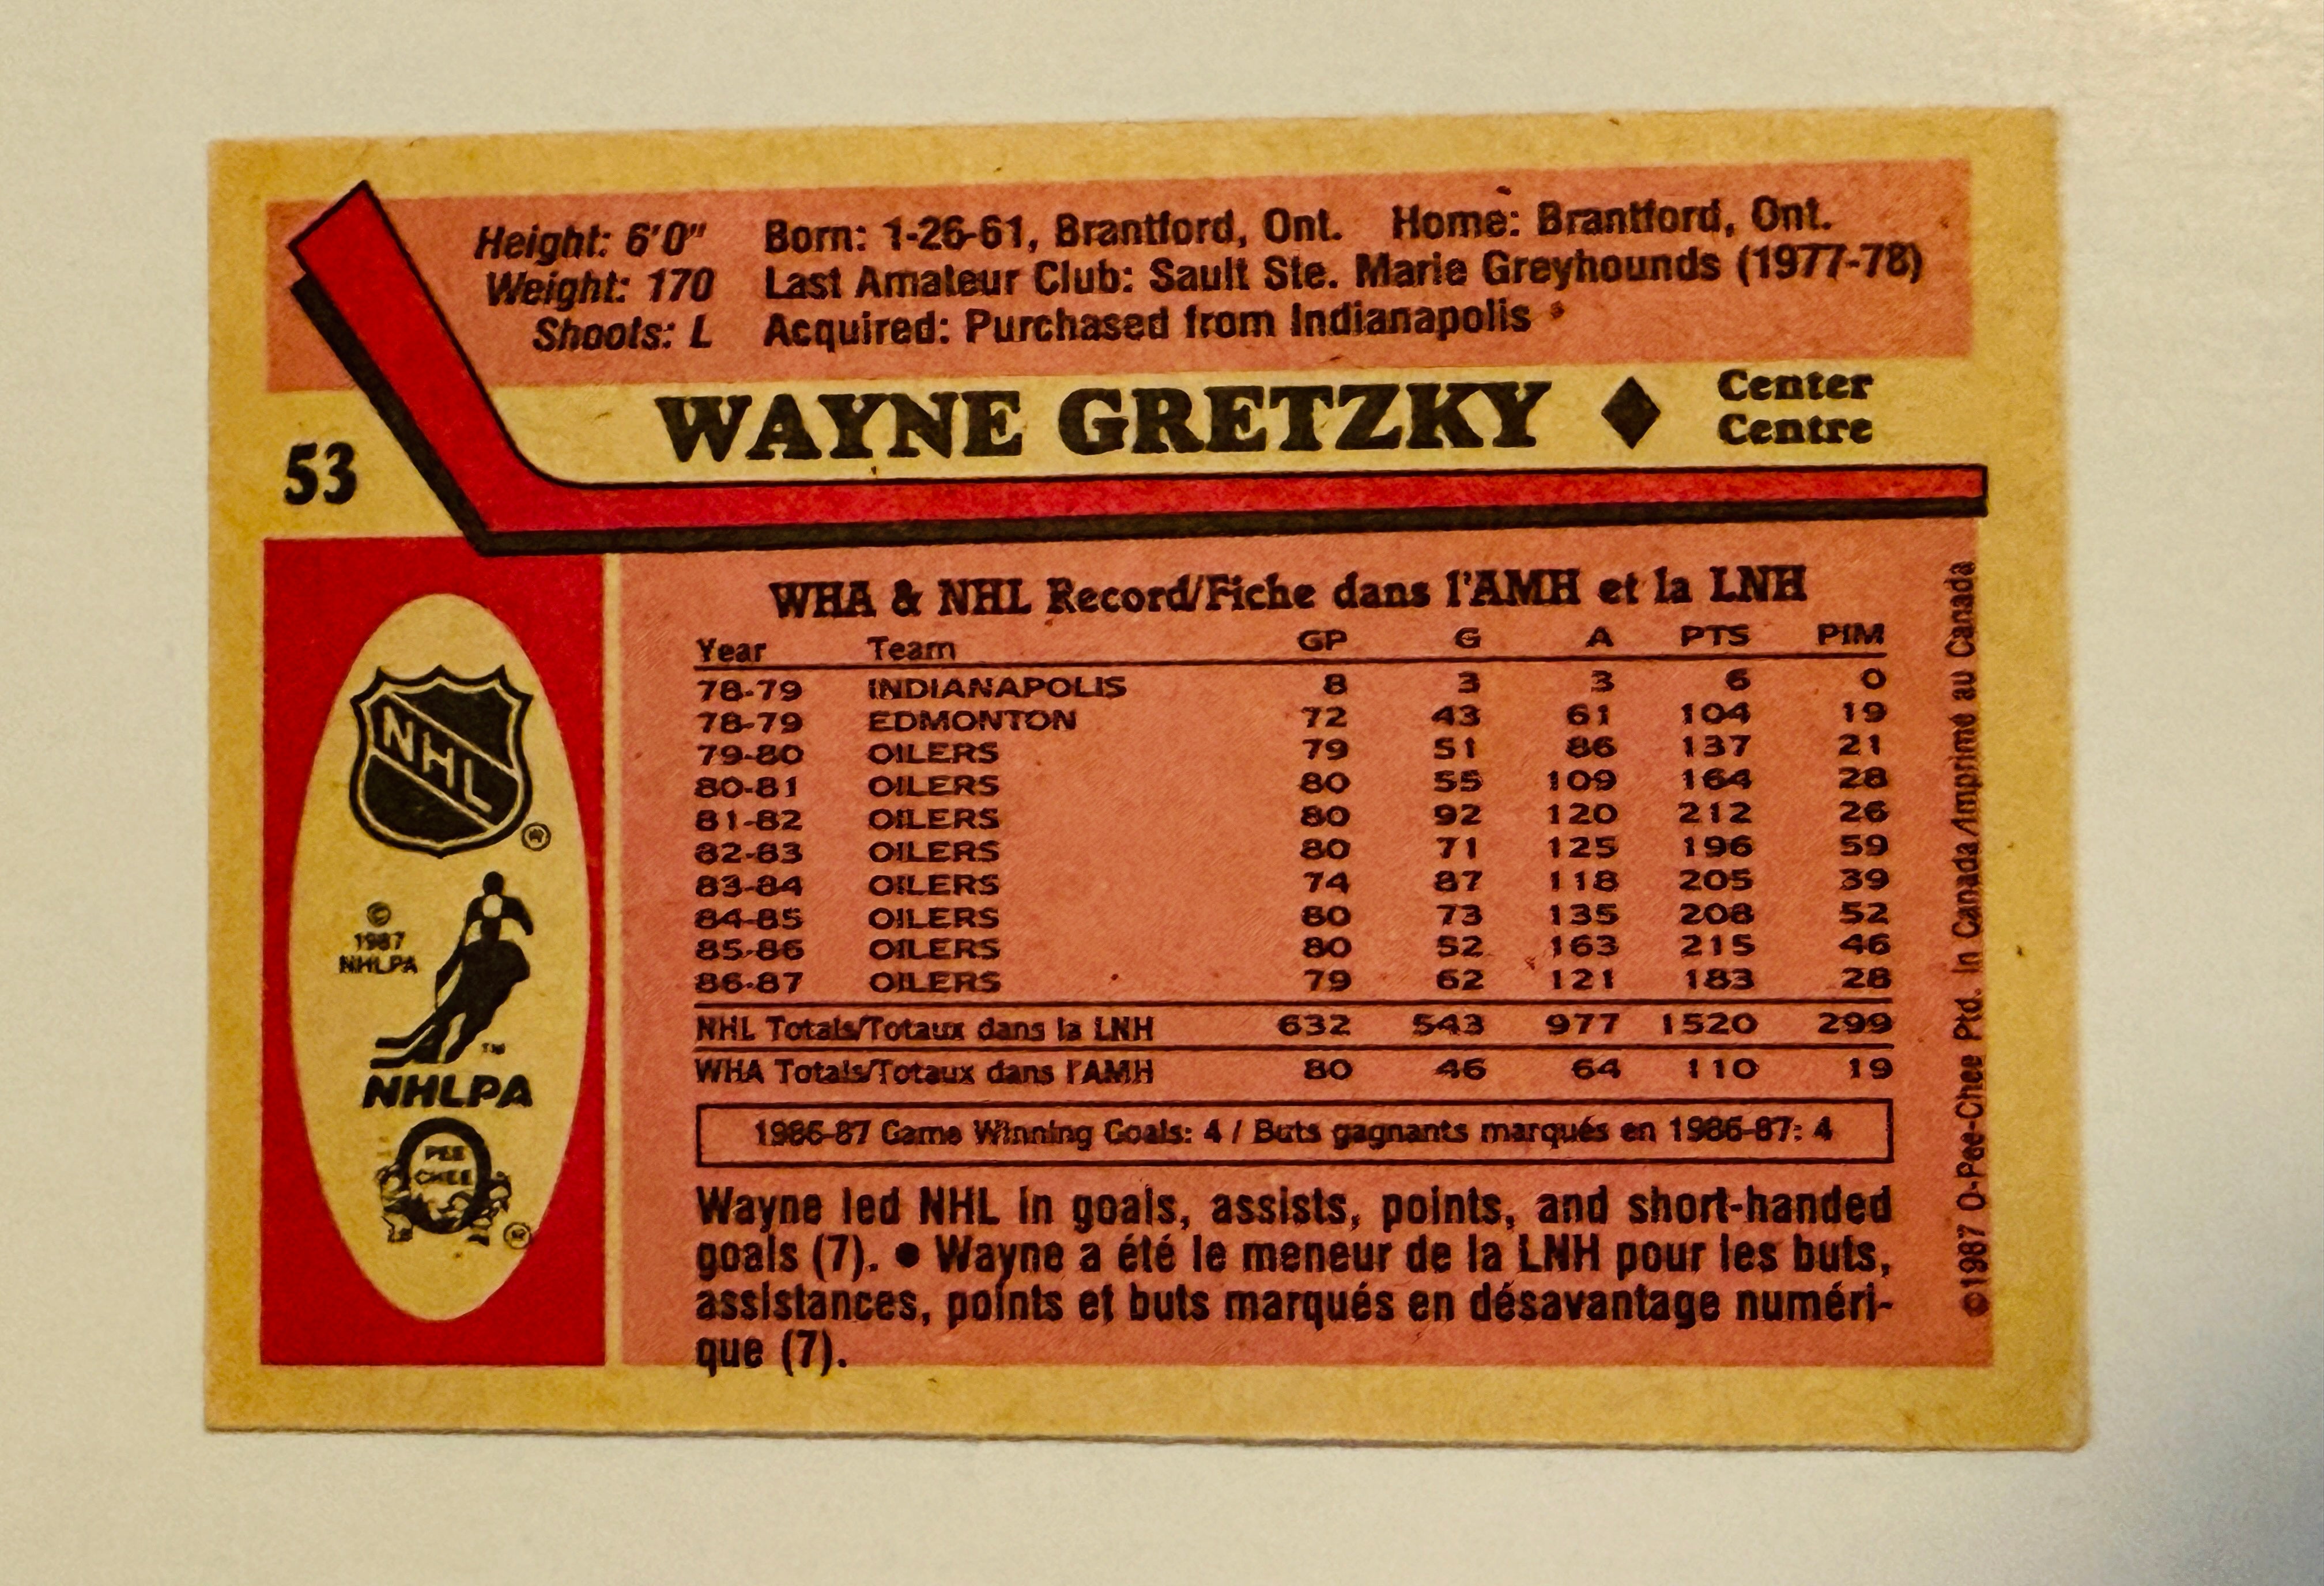 Height: 6'0" Born: 1-26-61, Brantford, Ont. Home: Brantford, Ont.
Weight: 170 Last Amateur Club: Sault Ste. Marie Greyhounds (1977-78)
Shoots: L Acquired: Purchased from Indianapolis
WAYNE GRETZKY ♦ Center
Centre
53
WHA & NHL Record/Fiche dans l'AMH et la LNH
Year Team GP G A PTS PIM
78-79 INDIANAPOLIS 8 3 3 6 0
78-79 EDMONTON 72 43 61 104 19
79-80 OILERS 79 51 86 137 21
80-81 OILERS 80 55 109 164 28
81-82 OILERS 80 92 120 212 26
82-83 OILERS 80 71 125 196 59
83-84 OILERS 74 87 118 205 39
84-85 OILERS 80 73 135 208 52
85-86 OILERS 80 52 163 215 46
86-87 OILERS 79 62 121 183 28
NHL Totals/Totaux dans la LNH 632 543 977 1520 299
WHA Totals/Totaux dans l'AMH 80 46 64 110 19
1986-87 Game Winning Goals: 4 / Buts gagnants marqués en 1986-87: 4
Wayne led NHL in goals, assists, points, and short-handed
goals (7). ● Wayne a été le meneur de la LNH pour les buts,
assistances, points et buts marqués en désavantage numéri-
que (7).
NHL
®
©
1987
NHLPA
TM
NHLPA
O
PEE
CHEE
®
©1987 O-Pee-Chee Ptd. in Canada/Imprimé au Canada